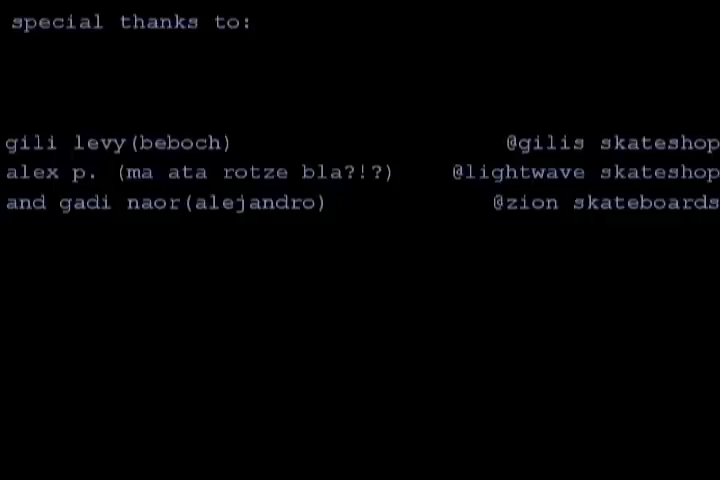 special thanks to:
gili levy(beboch) @gilis skateshop
alex p. (ma ata rotze bla?!?) @lightwave skateshop
and gadi naor(alejandro) @zion skateboards